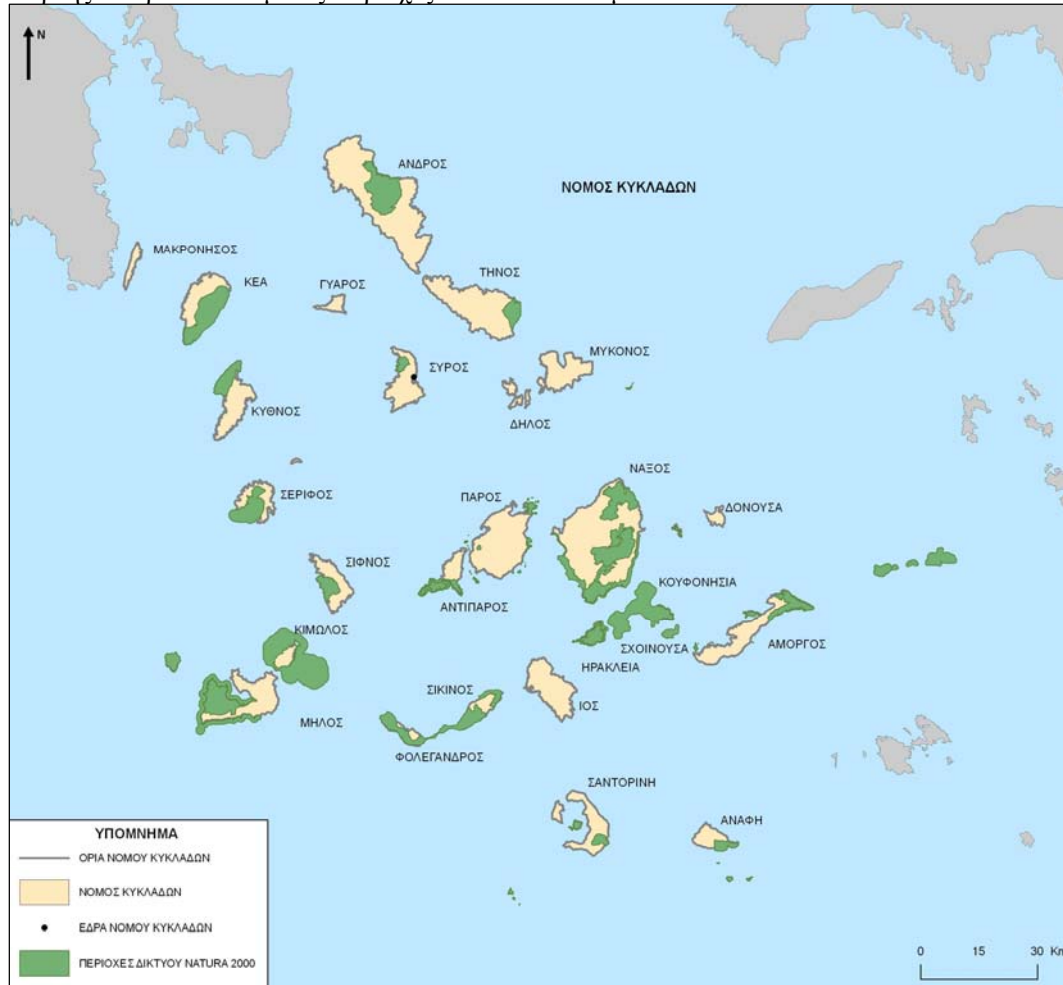 N
ΑΝΔΡΟΣ
ΝΟΜΟΣ ΚΥΚΛΑΔΩΝ
ΜΑΚΡΟΝΗΣΟΣ
ΚΕΑ
ΓΥΑΡΟΣ
ΤΗΝΟΣ
ΣΥΡΟΣ
ΜΥΚΟΝΟΣ
ΚΥΘΝΟΣ
ΔΗΛΟΣ
ΝΑΞΟΣ
ΣΕΡΙΦΟΣ
ΠΑΡΟΣ
ΔΟΝΟΥΣΑ
ΣΙΦΝΟΣ
ΚΟΥΦΟΝΗΣΙΑ
ΑΝΤΙΠΑΡΟΣ
ΚΙΜΩΛΟΣ
ΣΧΟΙΝΟΥΣΑ
ΑΜΟΡΓΟΣ
ΗΡΑΚΛΕΙΑ
ΣΙΚΙΝΟΣ
ΙΟΣ
ΜΗΛΟΣ
ΦΟΛΕΓΑΝΔΡΟΣ
ΣΑΝΤΟΡΙΝΗ
ΑΝΑΦΗ
ΥΠΟΜΝΗΜΑ
ΟΡΙΑ ΝΟΜΟΥ ΚΥΚΛΑΔΩΝ
ΝΟΜΟΣ ΚΥΚΛΑΔΩΝ
ΕΔΡΑ ΝΟΜΟΥ ΚΥΚΛΑΔΩΝ
ΠΕΡΙΟΧΕΣ ΔΙΚΤΥΟΥ NATURA 2000
0 15 30 Km